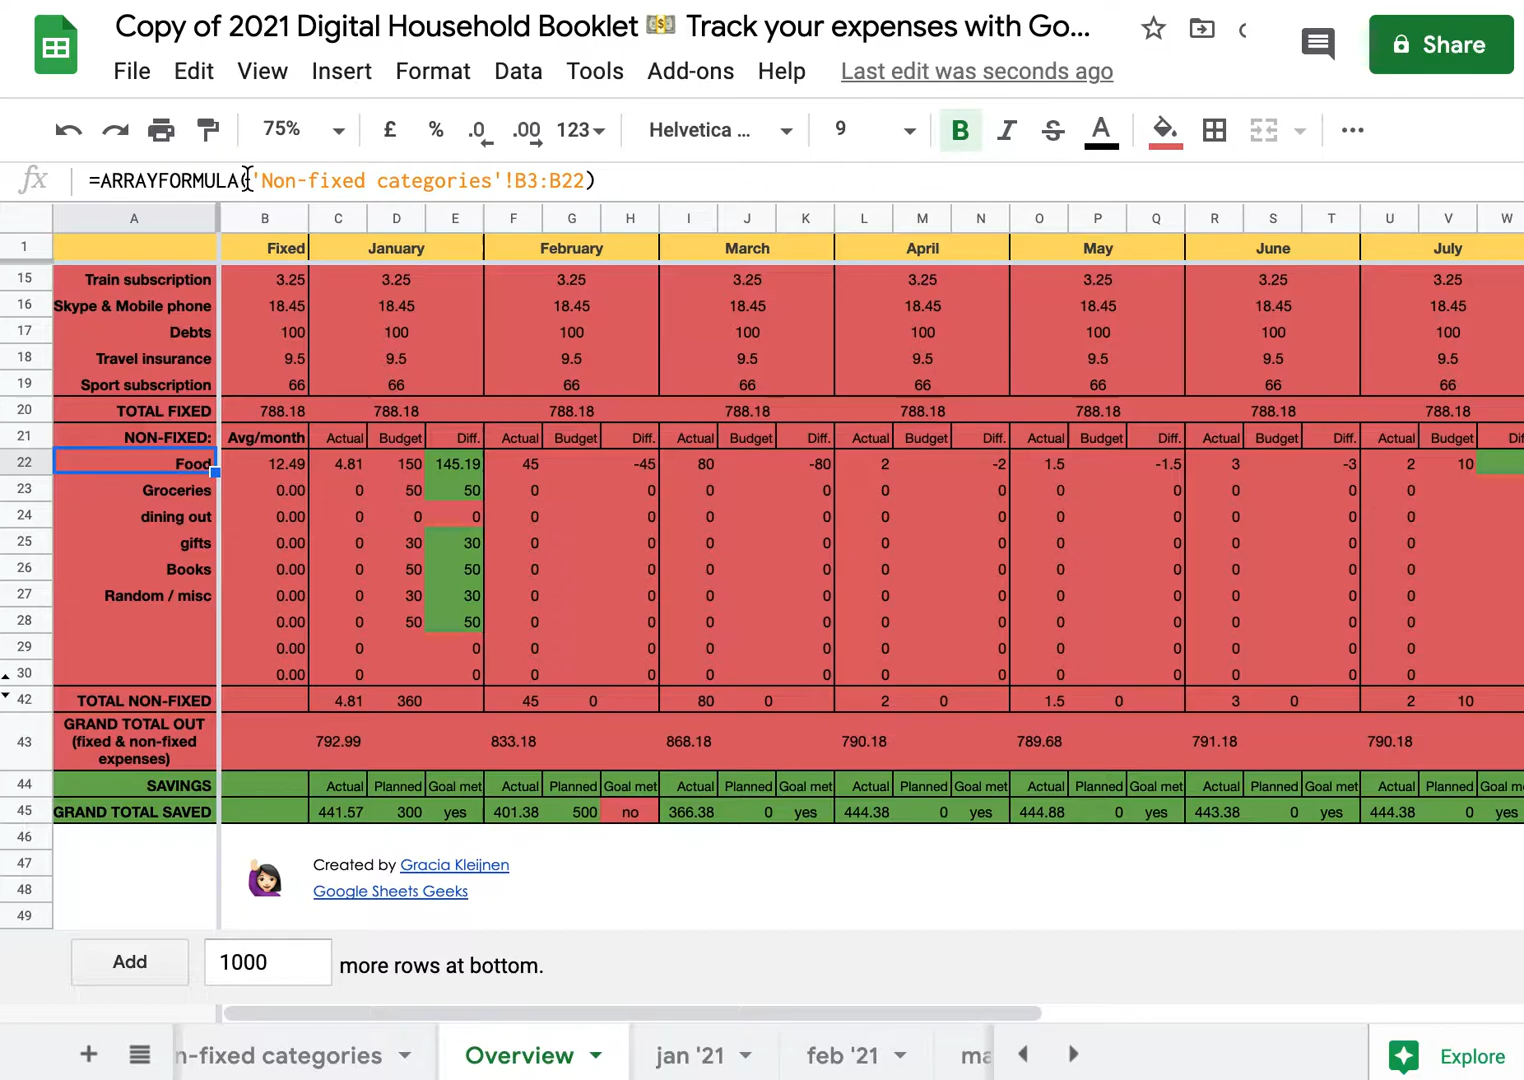 Copy of 2021 Digital Household Booklet 💵 Track your expenses with Go...
Share
File Edit View Insert Format Data Tools Add-ons Help Last edit was seconds ago
75% £ % .0 .00 123 Helvetica ... 9 B I S A
fx =ARRAYFORMULA('Non-fixed categories'!B3:B22)
A B C D E F G H I J K L M N O P Q R S T U V W
1 Fixed January February March April May June July
15 Train subscription 3.25 3.25 3.25 3.25 3.25 3.25 3.25 3.25
16 Skype & Mobile phone 18.45 18.45 18.45 18.45 18.45 18.45 18.45 18.45
17 Debts 100 100 100 100 100 100 100 100
18 Travel insurance 9.5 9.5 9.5 9.5 9.5 9.5 9.5 9.5
19 Sport subscription 66 66 66 66 66 66 66 66
20 TOTAL FIXED 788.18 788.18 788.18 788.18 788.18 788.18 788.18 788.18
21 NON-FIXED: Avg/month Actual Budget Diff. Actual Budget Diff. Actual Budget Diff. Actual Budget Diff. Actual Budget Diff. Actual Budget Diff. Actual Budget
22 Food 12.49 4.81 150 145.19 45 -45 80 -80 2 -2 1.5 -1.5 3 -3 2 10
23 Groceries 0.00 0 50 50 0 0 0 0 0 0 0 0 0 0 0
24 dining out 0.00 0 0 0 0 0 0 0 0 0 0 0 0 0 0
25 gifts 0.00 0 30 30 0 0 0 0 0 0 0 0 0 0 0
26 Books 0.00 0 50 50 0 0 0 0 0 0 0 0 0 0 0
27 Random / misc 0.00 0 30 30 0 0 0 0 0 0 0 0 0 0 0
28 0.00 0 50 50 0 0 0 0 0 0 0 0 0 0 0
29 0.00 0 0 0 0 0 0 0 0 0 0 0 0 0
30 0.00 0 0 0 0 0 0 0 0 0 0 0 0 0
42 TOTAL NON-FIXED 4.81 360 45 0 80 0 2 0 1.5 0 3 0 2 10
43 GRAND TOTAL OUT
(fixed & non-fixed
expenses) 792.99 833.18 868.18 790.18 789.68 791.18 790.18
44 SAVINGS Actual Planned Goal met Actual Planned Goal met Actual Planned Goal met Actual Planned Goal met Actual Planned Goal met Actual Planned Goal met Actual Planned Goal
45 GRAND TOTAL SAVED 441.57 300 yes 401.38 500 no 366.38 0 yes 444.38 0 yes 444.88 0 yes 443.38 0 yes 444.38 0 yes
46
47 Created by Gracia Kleijnen
48 Google Sheets Geeks
49
Add 1000 more rows at bottom.
n-fixed categories Overview jan '21 feb '21 Explore